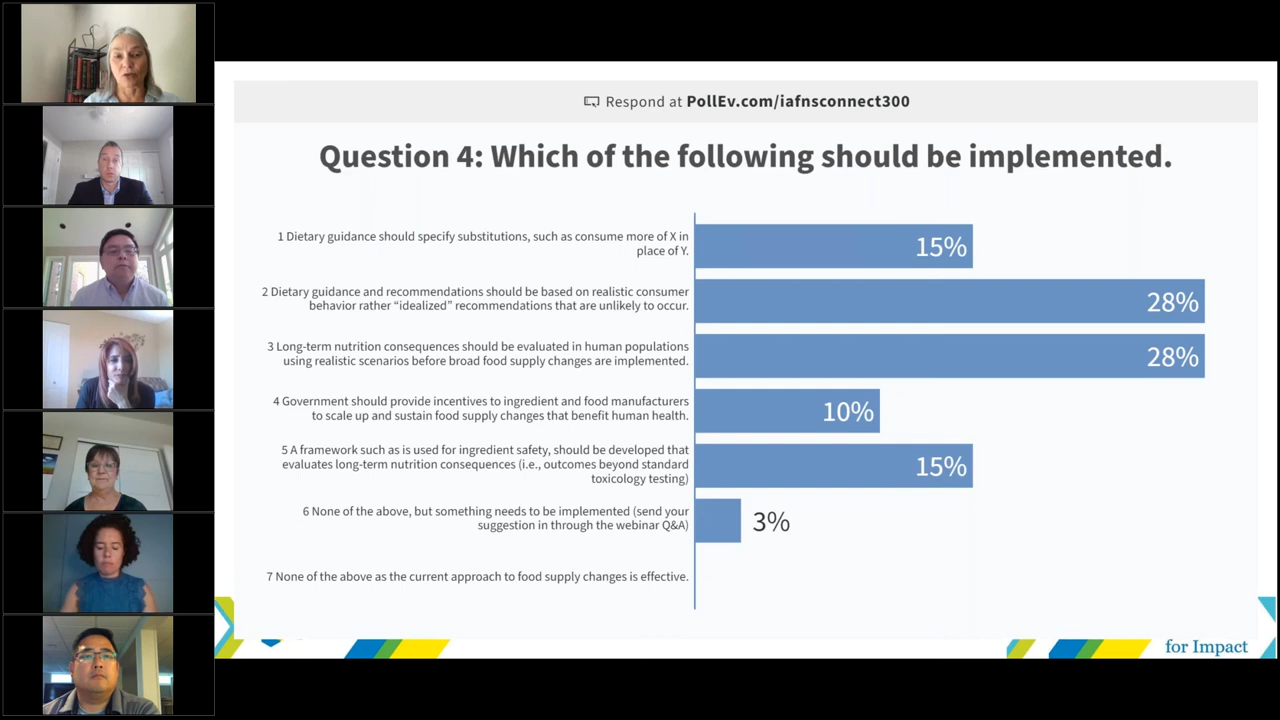 Respond at PollEv.com/iafnsconnect300
Question 4: Which of the following should be implemented.
1 Dietary guidance should specify substitutions, such as consume more of X in
place of Y.
15%
2 Dietary guidance and recommendations should be based on realistic consumer
behavior rather “idealized” recommendations that are unlikely to occur.
28%
3 Long-term nutrition consequences should be evaluated in human populations
using realistic scenarios before broad food supply changes are implemented.
28%
4 Government should provide incentives to ingredient and food manufacturers
to scale up and sustain food supply changes that benefit human health.
10%
5 A framework such as is used for ingredient safety, should be developed that
evaluates long-term nutrition consequences (i.e., outcomes beyond standard
toxicology testing)
15%
6 None of the above, but something needs to be implemented (send your
suggestion in through the webinar Q&A)
3%
7 None of the above as the current approach to food supply changes is effective.
for Impact